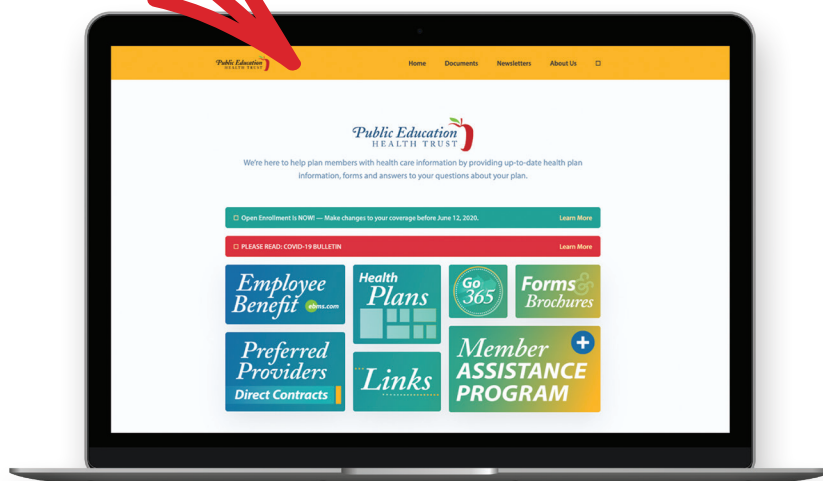 Public Education
HEALTH TRUST
Home Documents Newsletters About Us
Public Education
HEALTH TRUST
We're here to help plan members with health care information by providing up-to-date health plan
information, forms and answers to your questions about your plan.
Open Enrollment Is NOW! — Make changes to your coverage before June 12, 2020. Learn More
PLEASE READ: COVID-19 BULLETIN Learn More
Employee
Benefit ebms.com
Health
Plans
Go
365
Forms&
Brochures
Preferred
Providers
Direct Contracts
Links
Member
ASSISTANCE
PROGRAM